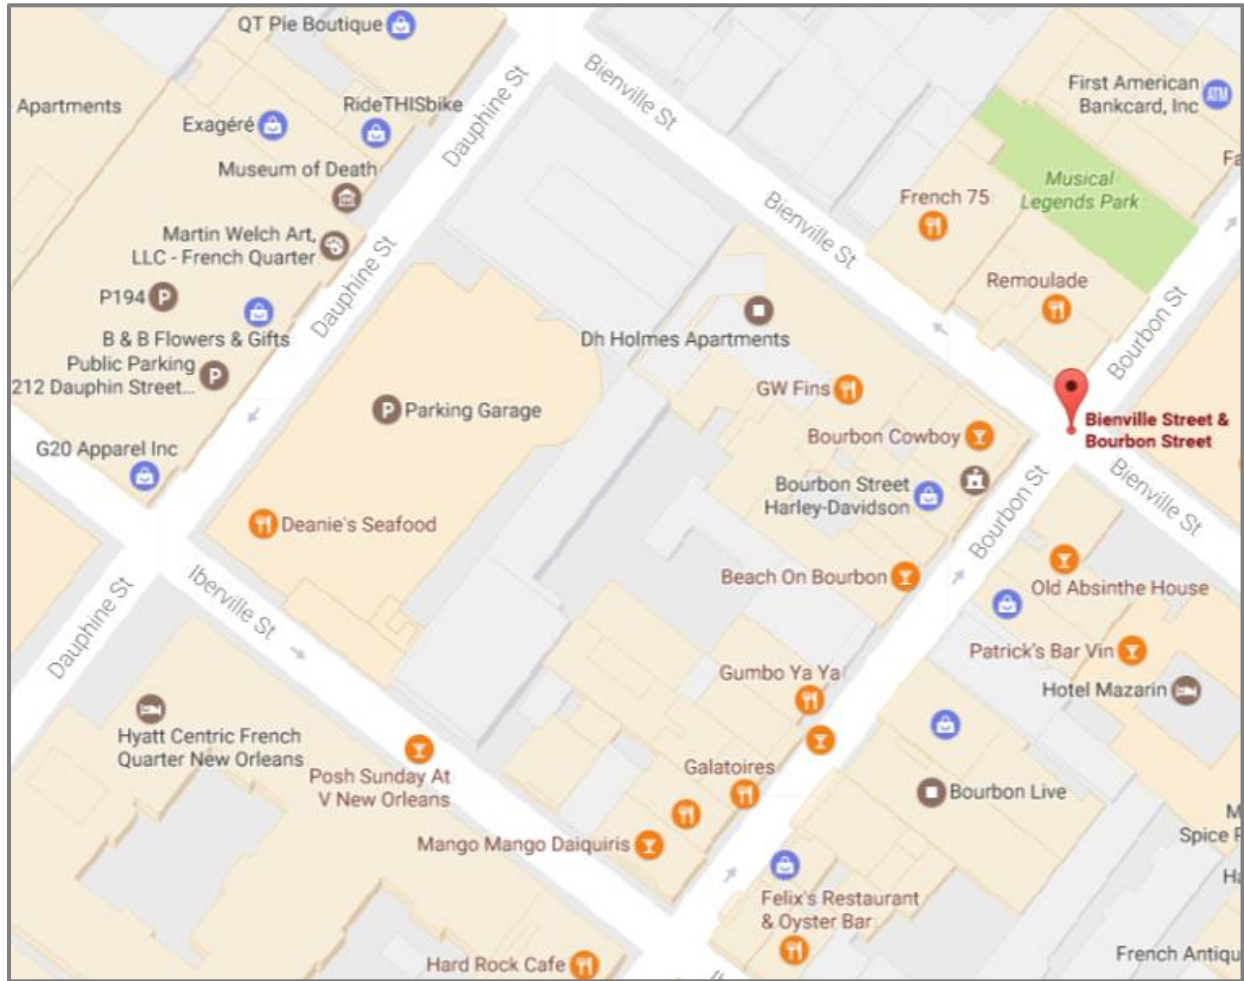 QT Pie Boutique
Bienville St
First American
Bankcard, Inc
ATM
Apartments
RideTHISbike
Exagéré
Dauphine St
Museum of Death
Musical
Legends Park
French 75
Bienville St
Martin Welch Art,
LLC - French Quarter
Dauphine St
P194
P
Remoulade
B & B Flowers & Gifts
Dh Holmes Apartments
Bourbon St
Public Parking
212 Dauphin Street...
P
GW Fins
P
Parking Garage
Bienville Street &
Bourbon Street
Bourbon Cowboy
G20 Apparel Inc
Bourbon Street
Harley-Davidson
Bienville St
Bourbon St
Deanie's Seafood
Beach On Bourbon
Old Absinthe House
Iberville St
Dauphine St
Patrick's Bar Vin
Gumbo Ya Ya
Hotel Mazarin
Hyatt Centric French
Quarter New Orleans
Posh Sunday At
V New Orleans
Galatoires
Bourbon Live
Spice
Mango Mango Daiquiris
Felix's Restaurant
& Oyster Bar
Hard Rock Cafe
French Antiqu